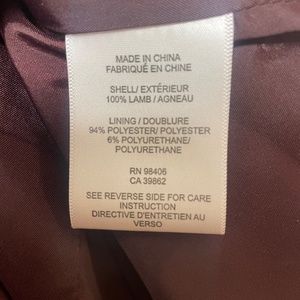 MADE IN CHINA
FABRIQUÉ EN CHINE
SHELL/ EXTÉRIEUR
100% LAMB / AGNEAU
LINING / DOUBLURE
94% POLYESTER/ POLYESTER
6% POLYURETHANE/
POLYURETHANE
RN 98406
CA 39862
SEE REVERSE SIDE FOR CARE
INSTRUCTION
DIRECTIVE D'ENTRETIEN AU
VERSO